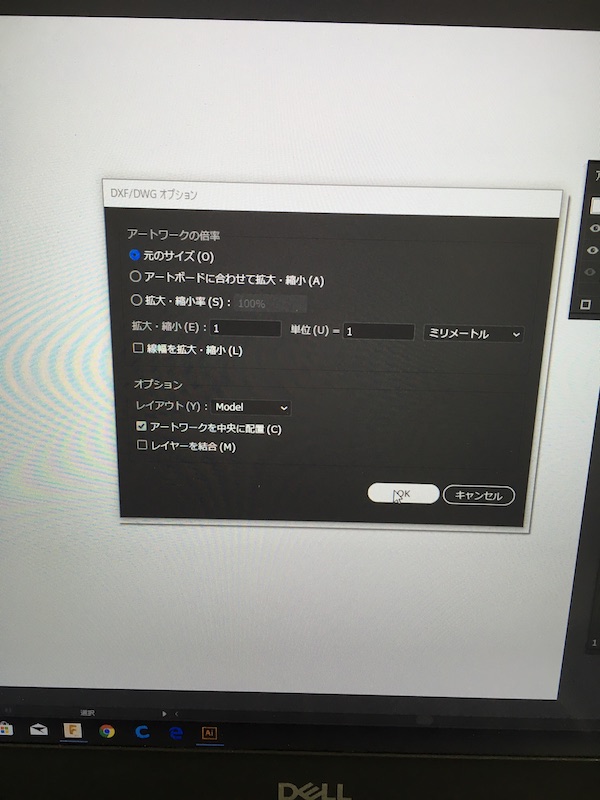 DXF/DWG オプション
アートワークの倍率
元のサイズ (O)
アートボードに合わせて拡大・縮小 (A)
拡大・縮小率 (S) : 100%
拡大・縮小 (E) : 1 単位 (U) = 1 ミリメートル
線幅を拡大・縮小 (L)
オプション
レイアウト (Y) : Model
アートワークを中央に配置 (C)
レイヤーを結合 (M)
OK キャンセル
1
選択
F Ai
DELL